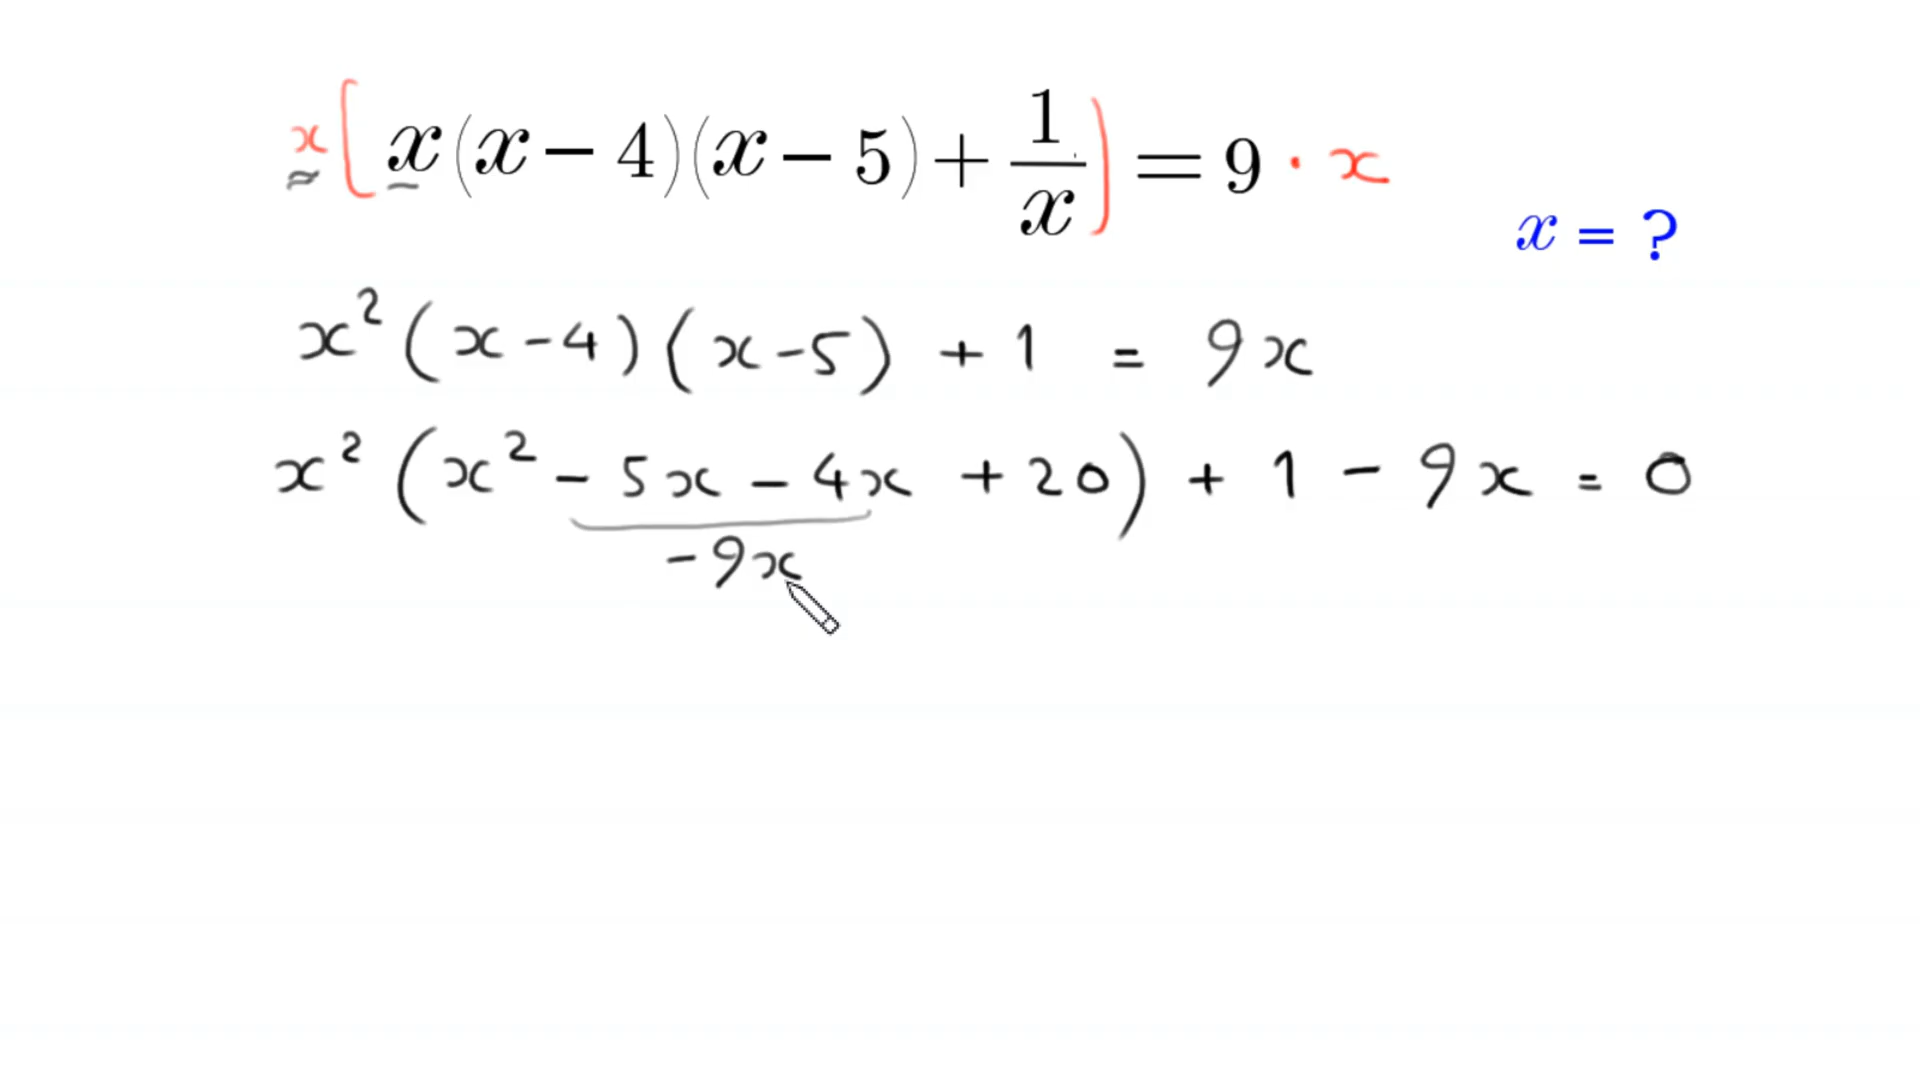 x[x(x−4)(x−5)+1/x]=9·x
x = ?
x²(x-4)(x-5) + 1 = 9x
x²(x² - 5x - 4x + 20) + 1 - 9x = 0
-9x